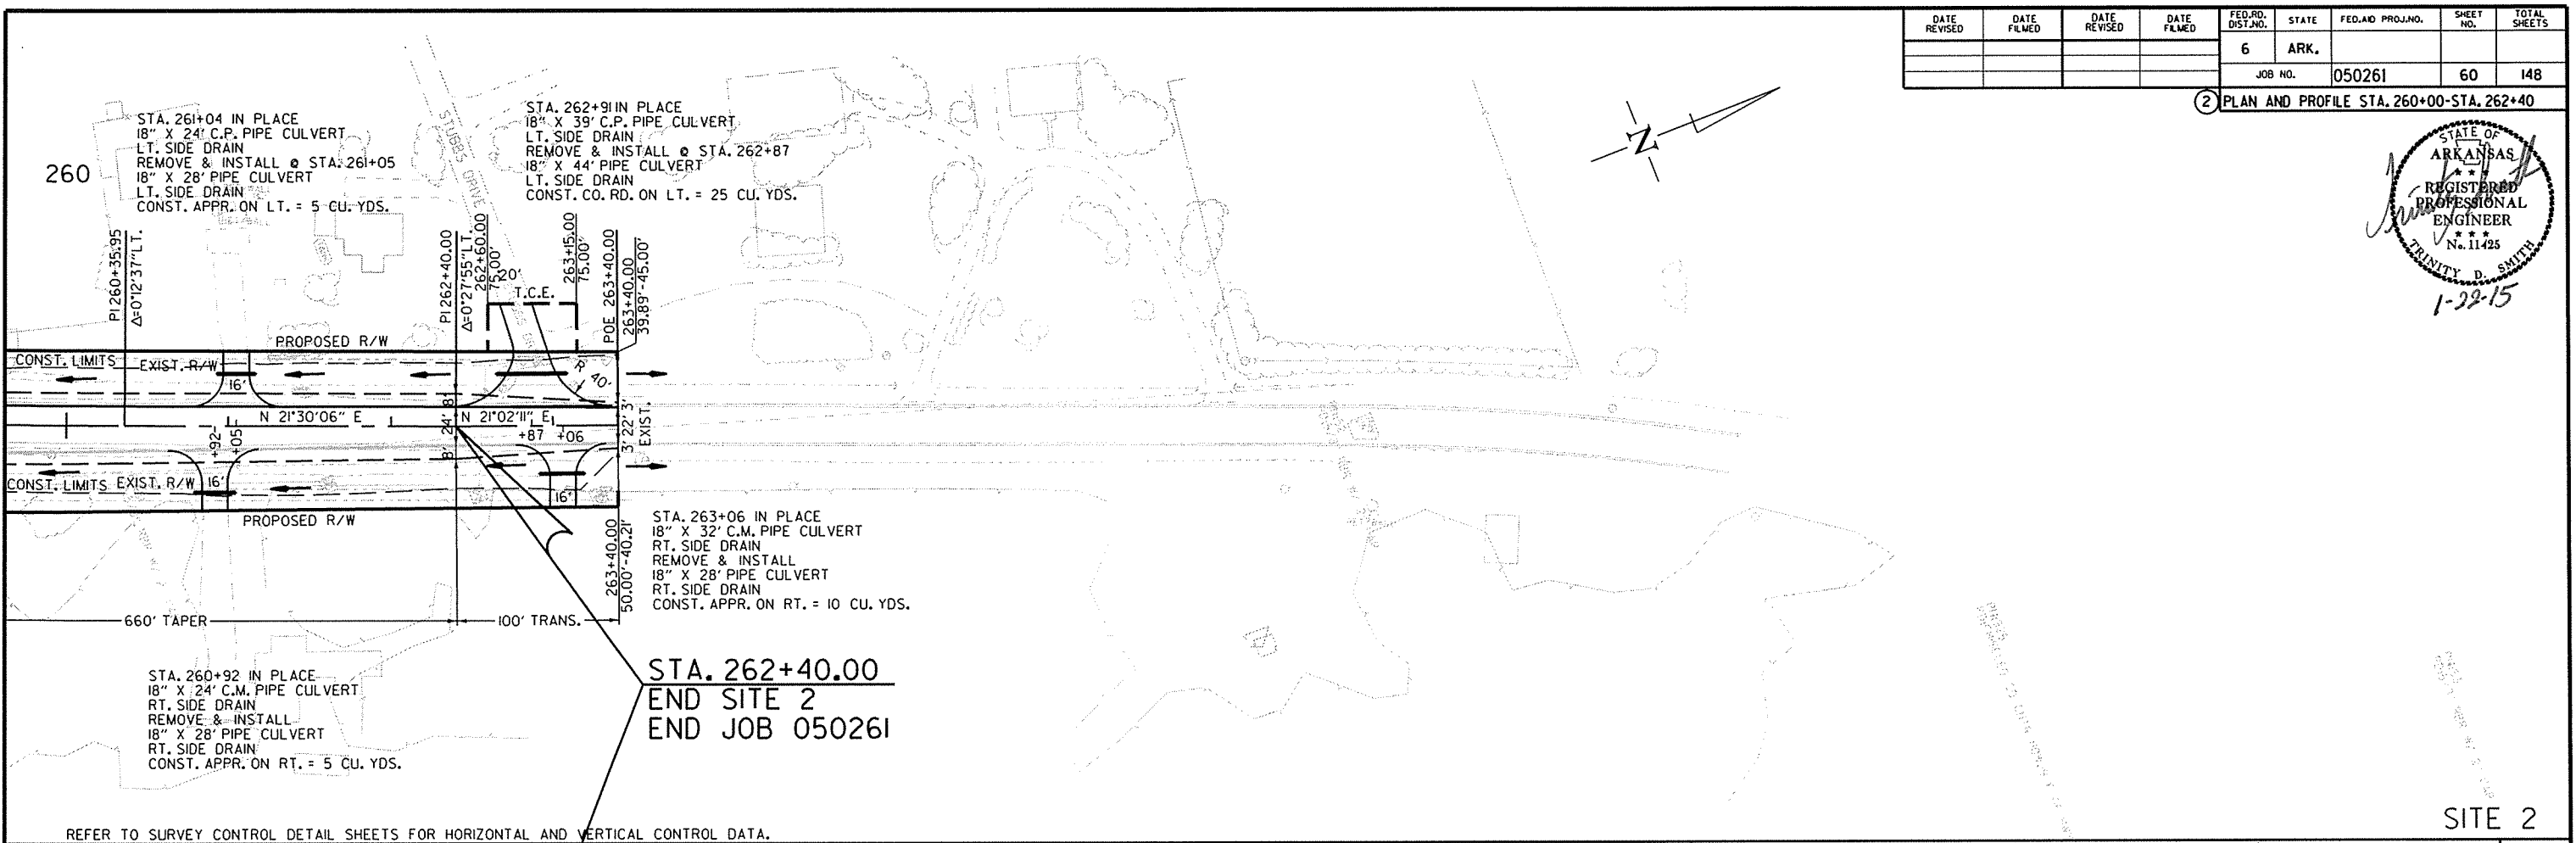 DATE REVISED
DATE FILMED
DATE REVISED
DATE FILMED
FED.RD. DIST.NO.
STATE
FED.AID PROJ.NO.
SHEET NO.
TOTAL SHEETS
6
ARK.
JOB NO.
050261
60
148
2
PLAN AND PROFILE STA. 260+00-STA. 262+40
STATE OF
ARKANSAS
REGISTERED
PROFESSIONAL
ENGINEER
No. 11425
TRINITY D. SMITH
1-22-15
N
260
STA. 261+04 IN PLACE
18" X 24' C.P. PIPE CULVERT
LT. SIDE DRAIN
REMOVE & INSTALL @ STA. 261+05
18" X 28' PIPE CULVERT
LT. SIDE DRAIN
CONST. APPR. ON LT. = 5 CU. YDS.
STUBBS DRIVE
STA. 262+91 IN PLACE
18" X 39' C.P. PIPE CULVERT
LT. SIDE DRAIN
REMOVE & INSTALL @ STA. 262+87
18" X 44' PIPE CULVERT
LT. SIDE DRAIN
CONST. CO. RD. ON LT. = 25 CU. YDS.
PI 260+35.95
Δ=0°12'37" LT.
PI 262+40.00
Δ=0°27'55" LT.
262+60.00
75.00'
20'
T.C.E.
263+15.00
75.00'
POE 263+40.00
263+40.00
39.89'-45.00'
PROPOSED R/W
CONST. LIMITS
EXIST. R/W
16'
R 40'
N 21°30'06" E
N 21°02'11" E
8'
24'
8'
3'
22'
3'
EXIST.
+92
+05
+87
+06
CONST. LIMITS
EXIST. R/W
16'
16'
PROPOSED R/W
263+40.00
50.00'-40.21'
STA. 263+06 IN PLACE
18" X 32' C.M. PIPE CULVERT
RT. SIDE DRAIN
REMOVE & INSTALL
18" X 28' PIPE CULVERT
RT. SIDE DRAIN
CONST. APPR. ON RT. = 10 CU. YDS.
660' TAPER
100' TRANS.
STA. 260+92 IN PLACE
18" X 24' C.M. PIPE CULVERT
RT. SIDE DRAIN
REMOVE & INSTALL
18" X 28' PIPE CULVERT
RT. SIDE DRAIN
CONST. APPR. ON RT. = 5 CU. YDS.
STA. 262+40.00
END SITE 2
END JOB 050261
REFER TO SURVEY CONTROL DETAIL SHEETS FOR HORIZONTAL AND VERTICAL CONTROL DATA.
SITE 2